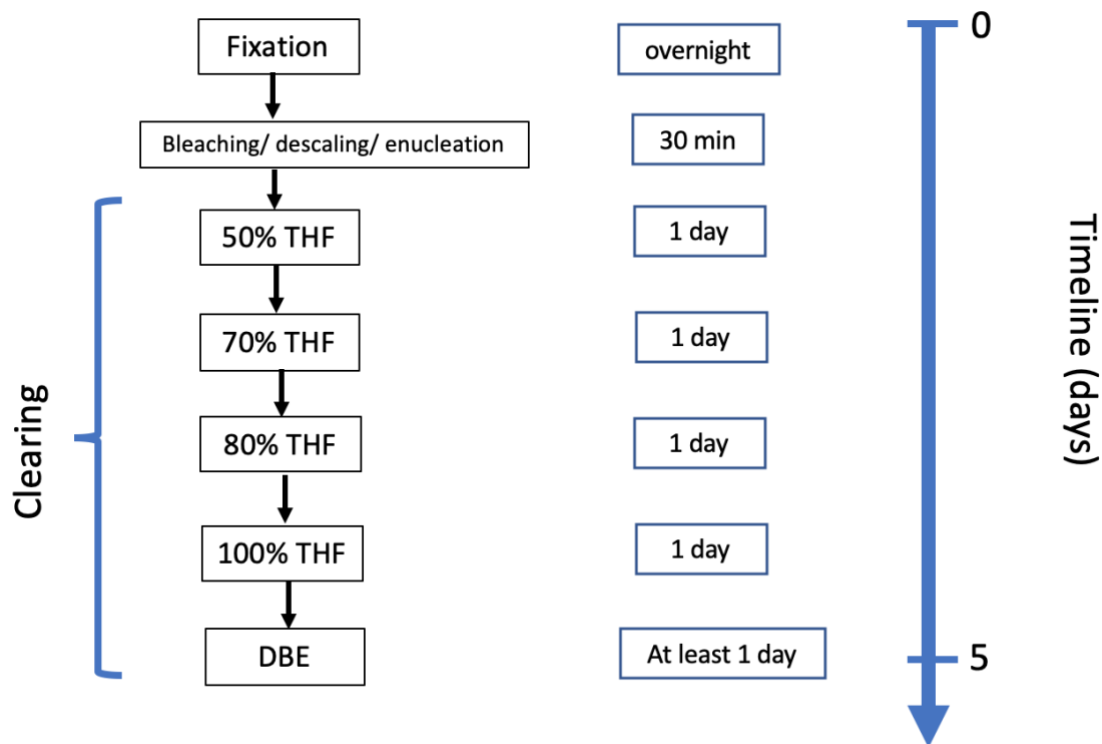 Fixation
overnight
0
Bleaching/ descaling/ enucleation
30 min
50% THF
1 day
70% THF
1 day
Clearing
80% THF
1 day
Timeline (days)
100% THF
1 day
DBE
At least 1 day
5